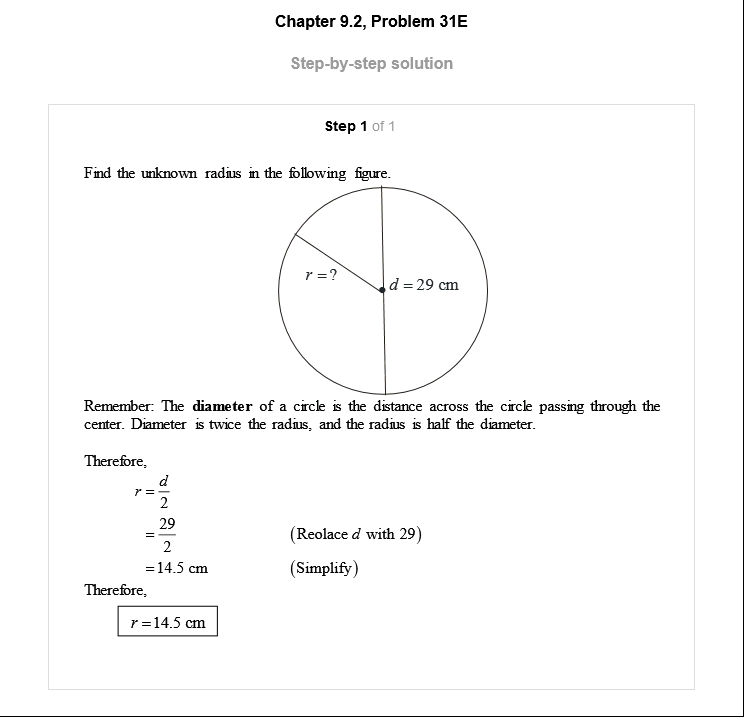 Chapter 9.2, Problem 31E
Step-by-step solution
Step 1 of 1
Find the unknown radius in the following figure.
r = ?
d = 29 cm
Remember: The diameter of a circle is the distance across the circle passing through the
center. Diameter is twice the radius, and the radius is half the diameter.
Therefore,
r = d/2
= 29/2 (Reolace d with 29)
= 14.5 cm (Simplify)
Therefore,
r = 14.5 cm